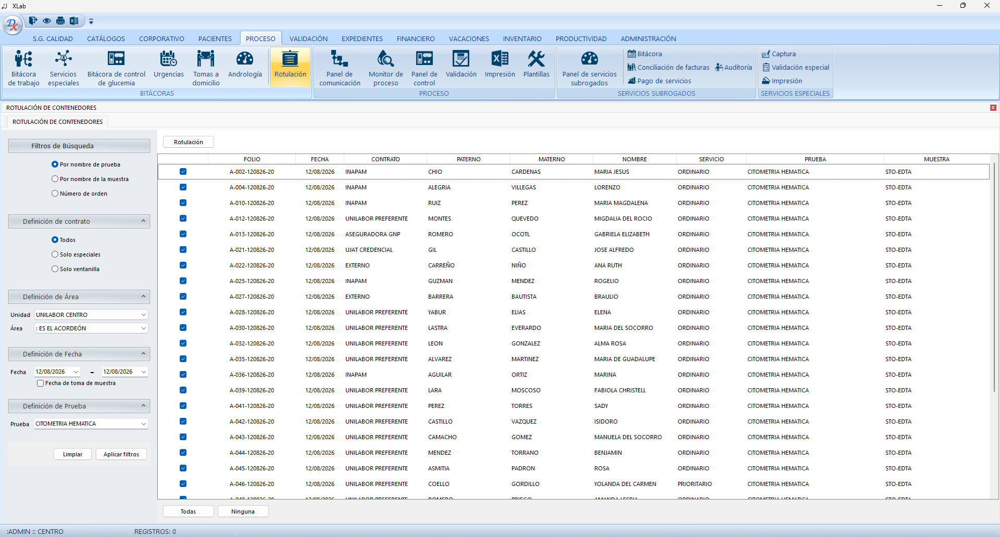 XLab
S.G. CALIDAD CATÁLOGOS CORPORATIVO PACIENTES PROCESO VALIDACIÓN EXPEDIENTES FINANCIERO VACACIONES INVENTARIO PRODUCTIVIDAD ADMINISTRACIÓN
Bitácora de trabajo
Servicios especiales
Bitácora de control de glucemia
Urgencias
Tomas a domicilio
Andrología
Rotulación
BITÁCORAS
Panel de comunicación
Monitor de proceso
Panel de control
Validación
Impresión
Plantillas
PROCESO
Panel de servicios subrogados
Bitácora
Conciliación de facturas
Auditoría
Pago de servicios
SERVICIOS SUBROGADOS
Captura
Validación especial
Impresión
SERVICIOS ESPECIALES
ROTULACIÓN DE CONTENEDORES
ROTULACIÓN DE CONTENEDORES
Filtros de Búsqueda
Por nombre de prueba
Por nombre de la muestra
Número de orden
Definición de contrato
Todos
Solo especiales
Solo ventanilla
Definición de Área
Unidad UNILABOR CENTRO
Área : ES EL ACORDEÓN
Definición de Fecha
Fecha 12/08/2026 – 12/08/2026
Fecha de toma de muestra
Definición de Prueba
Prueba CITOMETRIA HEMATICA
Limpiar Aplicar filtros
Rotulación
FOLIO FECHA CONTRATO PATERNO MATERNO NOMBRE SERVICIO PRUEBA MUESTRA
A-002-120826-20 12/08/2026 INAPAM CHIO CARDENAS MARIA JESUS ORDINARIO CITOMETRIA HEMATICA STO-EDTA
A-004-120826-20 12/08/2026 INAPAM ALEGRIA VILLEGAS LORENZO ORDINARIO CITOMETRIA HEMATICA STO-EDTA
A-010-120826-20 12/08/2026 INAPAM RUIZ PEREZ MARIA MAGDALENA ORDINARIO CITOMETRIA HEMATICA STO-EDTA
A-012-120826-20 12/08/2026 UNILABOR PREFERENTE MONTES QUEVEDO MIGDALIA DEL ROCIO ORDINARIO CITOMETRIA HEMATICA STO-EDTA
A-013-120826-20 12/08/2026 ASEGURADORA GNP ROMERO OCOTL GABRIELA ELIZABETH ORDINARIO CITOMETRIA HEMATICA STO-EDTA
A-021-120826-20 12/08/2026 UJAT CREDENCIAL GIL CASTILLO JOSE ALFREDO ORDINARIO CITOMETRIA HEMATICA STO-EDTA
A-022-120826-20 12/08/2026 EXTERNO CARREÑO NIÑO ANA RUTH ORDINARIO CITOMETRIA HEMATICA STO-EDTA
A-025-120826-20 12/08/2026 INAPAM GUZMAN MENDEZ ROGELIO ORDINARIO CITOMETRIA HEMATICA STO-EDTA
A-027-120826-20 12/08/2026 EXTERNO BARRERA BAUTISTA BRAULIO ORDINARIO CITOMETRIA HEMATICA STO-EDTA
A-028-120826-20 12/08/2026 UNILABOR PREFERENTE YABUR ELIAS ELENA ORDINARIO CITOMETRIA HEMATICA STO-EDTA
A-030-120826-20 12/08/2026 UNILABOR PREFERENTE LASTRA EVERARDO MARIA DEL SOCORRO ORDINARIO CITOMETRIA HEMATICA STO-EDTA
A-032-120826-20 12/08/2026 UNILABOR PREFERENTE LEON GONZALEZ ALMA ROSA ORDINARIO CITOMETRIA HEMATICA STO-EDTA
A-035-120826-20 12/08/2026 UNILABOR PREFERENTE ALVAREZ MARTINEZ MARIA DE GUADALUPE ORDINARIO CITOMETRIA HEMATICA STO-EDTA
A-036-120826-20 12/08/2026 INAPAM AGUILAR ORTIZ MARINA ORDINARIO CITOMETRIA HEMATICA STO-EDTA
A-039-120826-20 12/08/2026 UNILABOR PREFERENTE LARA MOSCOSO FABIOLA CHRISTELL ORDINARIO CITOMETRIA HEMATICA STO-EDTA
A-041-120826-20 12/08/2026 UNILABOR PREFERENTE PEREZ TORRES SADY ORDINARIO CITOMETRIA HEMATICA STO-EDTA
A-042-120826-20 12/08/2026 UNILABOR PREFERENTE CASTILLO VAZQUEZ ISIDORO ORDINARIO CITOMETRIA HEMATICA STO-EDTA
A-043-120826-20 12/08/2026 UNILABOR PREFERENTE CAMACHO GOMEZ MANUELA DEL SOCORRO ORDINARIO CITOMETRIA HEMATICA STO-EDTA
A-044-120826-20 12/08/2026 UNILABOR PREFERENTE MENDEZ TORRANO BENJAMIN ORDINARIO CITOMETRIA HEMATICA STO-EDTA
A-045-120826-20 12/08/2026 UNILABOR PREFERENTE ASMITIA PADRON ROSA ORDINARIO CITOMETRIA HEMATICA STO-EDTA
A-046-120826-20 12/08/2026 UNILABOR PREFERENTE COELLO GORDILLO YOLANDA DEL CARMEN PRIORITARIO CITOMETRIA HEMATICA STO-EDTA
Todas Ninguna
:ADMIN :: CENTRO REGISTROS: 0